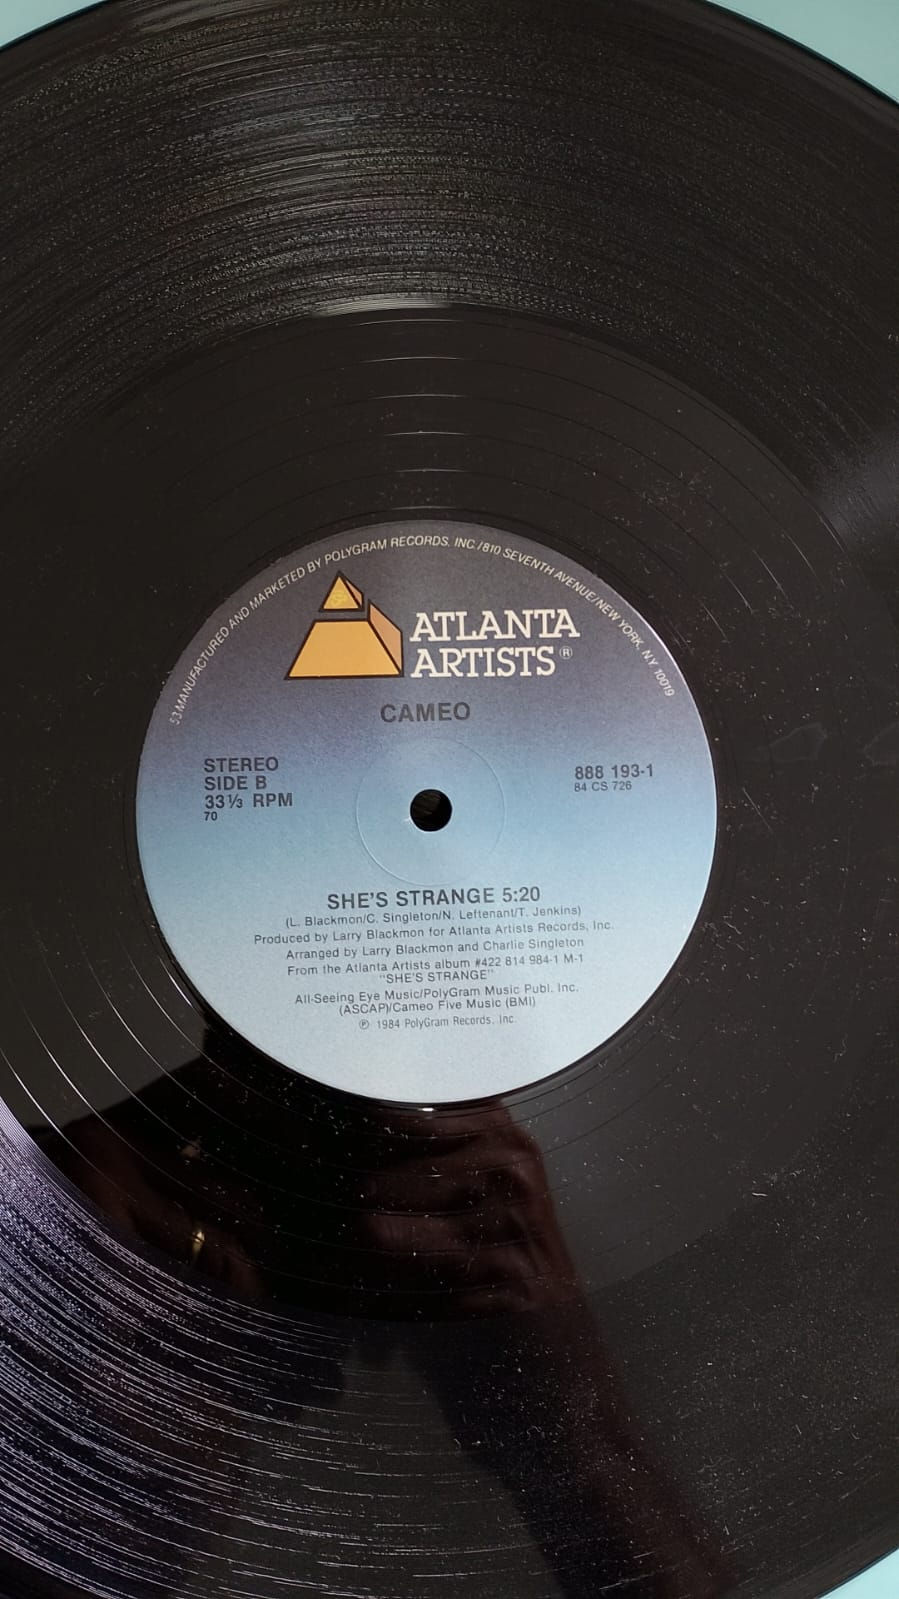 53 MANUFACTURED AND MARKETED BY POLYGRAM RECORDS, INC./810 SEVENTH AVENUE/NEW YORK, N.Y. 10019
ATLANTA
ARTISTS®
CAMEO
STEREO
SIDE B
33⅓ RPM
70
888 193-1
84 CS 726
SHE'S STRANGE 5:20
(L. Blackmon/C. Singleton/N. Leftenant/T. Jenkins)
Produced by Larry Blackmon for Atlanta Artists Records, Inc.
Arranged by Larry Blackmon and Charlie Singleton
From the Atlanta Artists album #422 814 984-1 M-1
"SHE'S STRANGE"
All-Seeing Eye Music/PolyGram Music Publ. Inc.
(ASCAP)/Cameo Five Music (BMI)
℗ 1984 PolyGram Records, Inc.